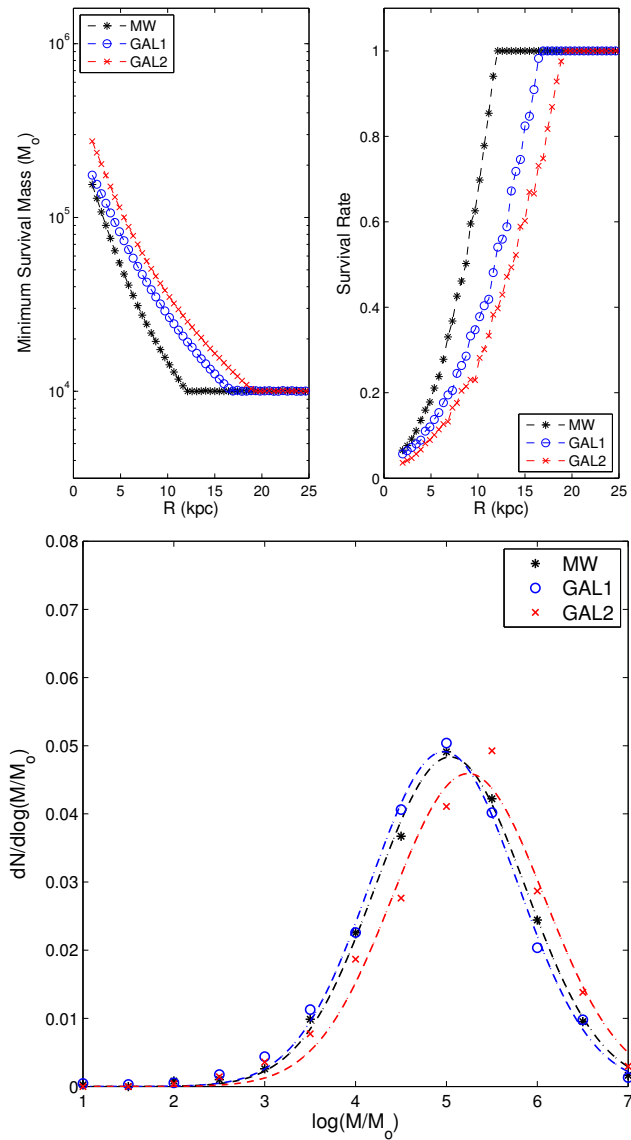 10^6
10^5
10^4
Minimum Survival Mass (M_o)
MW
GAL1
GAL2
0 5 10 15 20 25
R (kpc)
1
0.8
0.6
0.4
0.2
0
Survival Rate
MW
GAL1
GAL2
0 5 10 15 20 25
R (kpc)
0.08
0.07
0.06
0.05
0.04
0.03
0.02
0.01
0
dN/dlog(M/M_o)
MW
GAL1
GAL2
1 2 3 4 5 6 7
log(M/M_o)